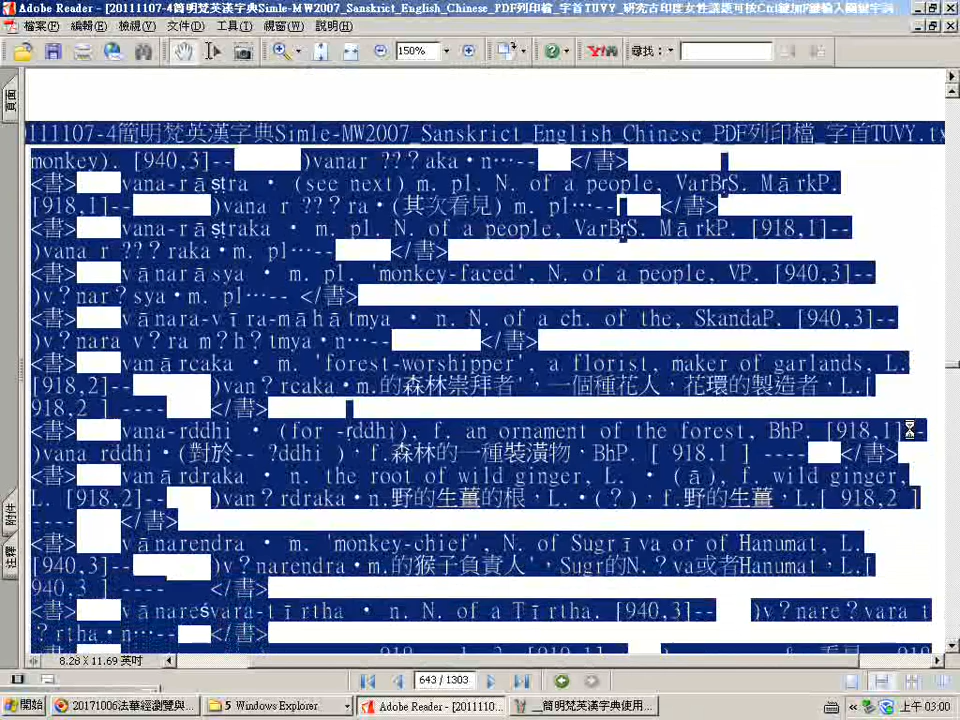 Adobe Reader - [20111107-4簡明梵英漢字典Simle-MW2007_Sanskrict_English_Chinese_PDF列印檔_字首TUVY_研究古印度女性議題可按Ctrl鍵加F鍵輸入關鍵字詞
檔案(F) 編輯(E) 檢視(V) 文件(D) 工具(T) 視窗(W) 說明(H)
150% 尋找:
頁面
附件
註釋
111107-4簡明梵英漢字典Simle-MW2007_Sanskrict_English_Chinese_PDF列印檔_字首TUVY.tx
monkey). [940,3]-- )vanar ???aka•n…-- </書>
<書> vana-rāṣṭra • (see next) m. pl. N. of a people, VarBṛS. MārkP.
[918,1]-- )vana r ???ra•(其次看見) m. pl…-- </書>
<書> vana-rāṣṭraka • m. pl. N. of a people, VarBṛS. MārkP. [918,1]--
)vana r ???raka•m. pl…-- </書>
<書> vānarāsya • m. pl. 'monkey-faced', N. of a people, VP. [940,3]--
)v?nar?sya•m. pl…-- </書>
<書> vānara-vīra-māhātmya • n. N. of a ch. of the, SkandaP. [940,3]--
)v?nara v?ra m?h?tmya•n…-- </書>
<書> vanārcaka • m. 'forest-worshipper', a florist, maker of garlands, L.
[918,2]-- )van?rcaka•m.的森林崇拜者',一個種花人,花環的製造者,L.[
918,2 ] ---- </書>
<書> vana-rddhi • (for -ṛddhi), f. an ornament of the forest, BhP. [918,1]--
)vana rddhi•(對於-- ?ddhi ),f.森林的一種裝潢物,BhP. [ 918.1 ] ---- </書>
<書> vanārdraka • n. the root of wild ginger, L. • (ā), f. wild ginger,
L. [918,2]-- )van?rdraka•n.野的生薑的根,L.•(?),f.野的生薑,L.[ 918,2 ]
---- </書>
<書> vānarendra • m. 'monkey-chief', N. of Sugrīva or of Hanumat, L.
[940,3]-- )v?narendra•m.的猴子負責人',Sugr的N.?va或者Hanumat,L.[
940,3 ] ---- </書>
<書> vānareśvara-tīrtha • n. N. of a Tīrtha. [940,3]-- )v?nare?vara t
?rtha•n…-- </書>
8.26 x 11.69 英吋
643 / 1303
開始 20171006法華經瀏覽與... 5 Windows Explorer Adobe Reader - [2011110... __簡明梵英漢字典使用... 上午 03:00